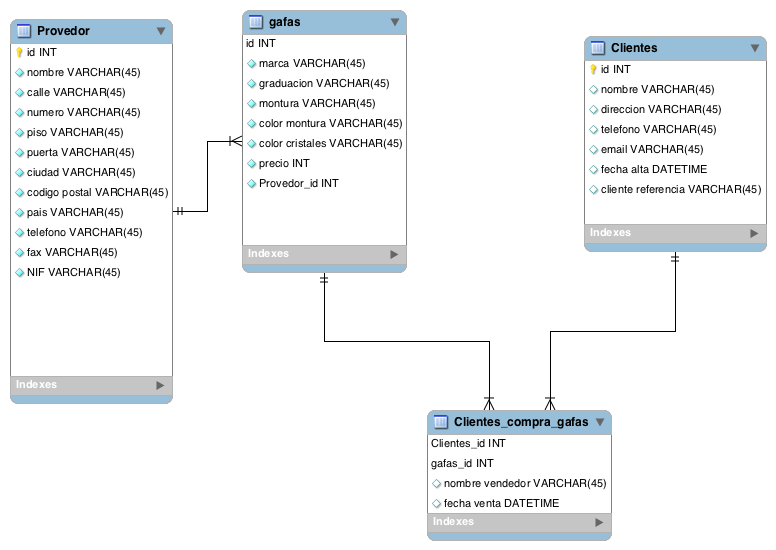 Provedor
id INT
nombre VARCHAR(45)
calle VARCHAR(45)
numero VARCHAR(45)
piso VARCHAR(45)
puerta VARCHAR(45)
ciudad VARCHAR(45)
codigo postal VARCHAR(45)
pais VARCHAR(45)
telefono VARCHAR(45)
fax VARCHAR(45)
NIF VARCHAR(45)
Indexes
gafas
id INT
marca VARCHAR(45)
graduacion VARCHAR(45)
montura VARCHAR(45)
color montura VARCHAR(45)
color cristales VARCHAR(45)
precio INT
Provedor_id INT
Indexes
Clientes
id INT
nombre VARCHAR(45)
direccion VARCHAR(45)
telefono VARCHAR(45)
email VARCHAR(45)
fecha alta DATETIME
cliente referencia VARCHAR(45)
Indexes
Clientes_compra_gafas
Clientes_id INT
gafas_id INT
nombre vendedor VARCHAR(45)
fecha venta DATETIME
Indexes